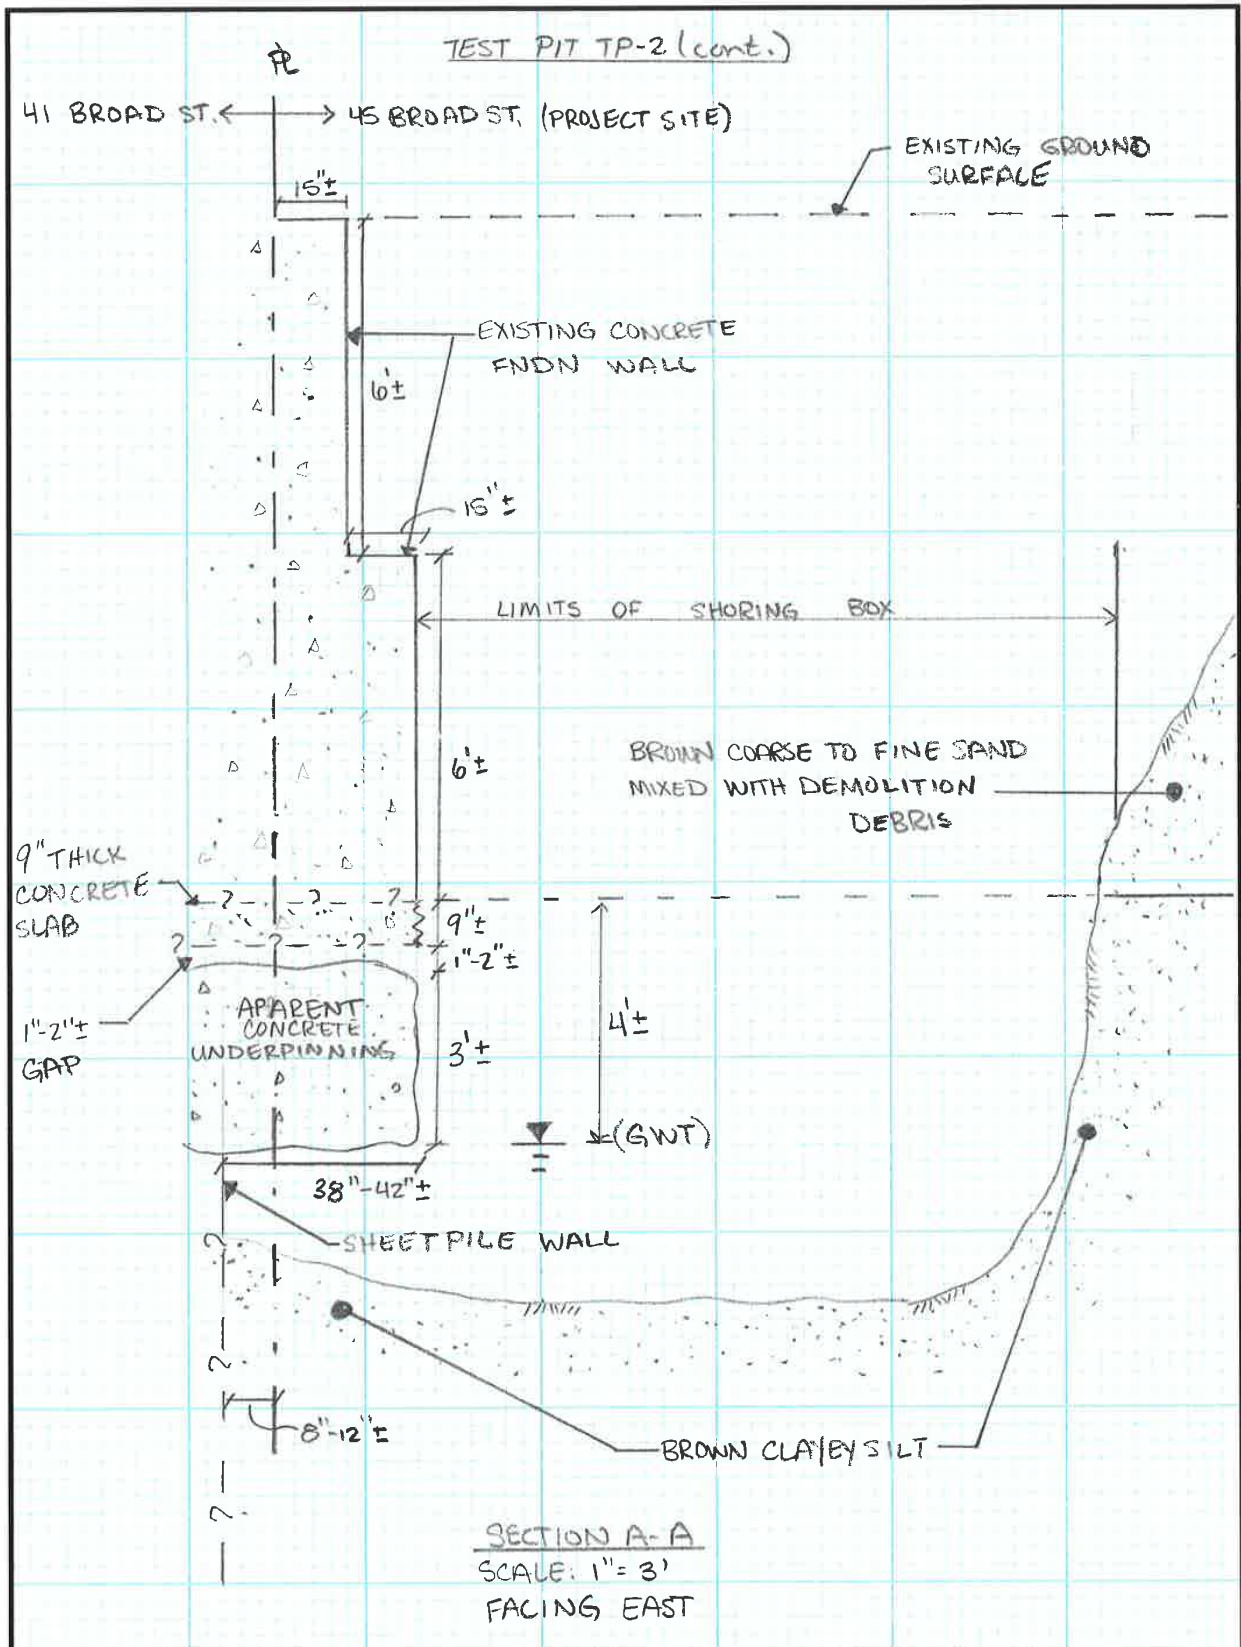 TEST PIT TP-2 (cont.)
PL
41 BROAD ST.
45 BROAD ST. (PROJECT SITE)
EXISTING GROUND
SURFACE
15"±
EXISTING CONCRETE
FNDN WALL
6'±
15"±
LIMITS OF SHORING BOX
6'±
BROWN COARSE TO FINE SAND
MIXED WITH DEMOLITION
DEBRIS
9" THICK
CONCRETE
SLAB
? ? ?
9"±
? ? ?
1"-2"±
APARENT
CONCRETE
UNDERPINNING
1"-2"±
GAP
3'±
4'±
(GWT)
38"-42"±
SHEETPILE WALL
?
?
8"-12"±
BROWN CLAYEY SILT
?
SECTION A-A
SCALE: 1"= 3'
FACING EAST